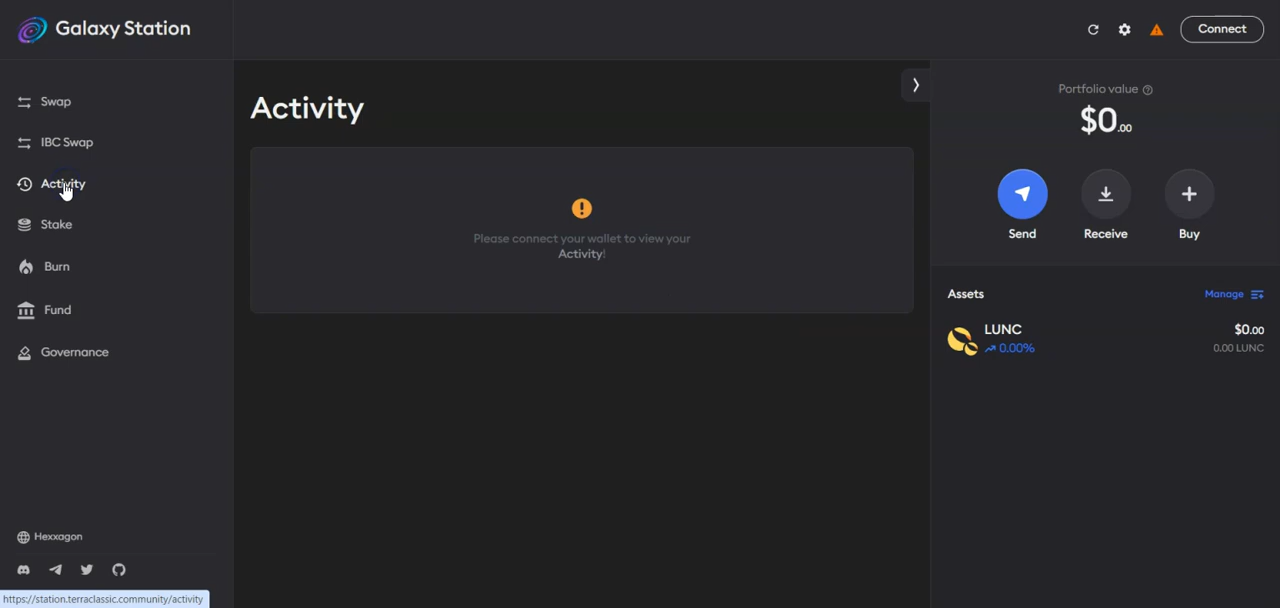 Galaxy Station
Connect
Swap
IBC Swap
Activity
Stake
Burn
Fund
Governance
Hexxagon
https://station.terraclassic.community/activity
Activity
Please connect your wallet to view your
Activity!
Portfolio value
$0.00
Send
Receive
Buy
Assets
Manage
LUNC
$0.00
0.00%
0.00 LUNC